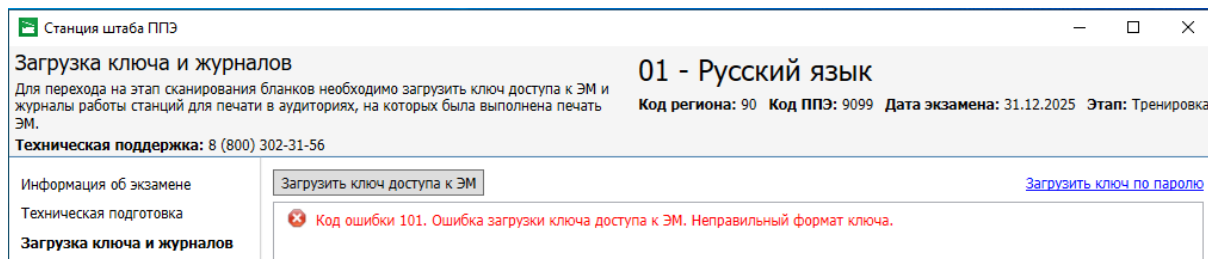 Станция штаба ППЭ
Загрузка ключа и журналов
Для перехода на этап сканирования бланков необходимо загрузить ключ доступа к ЭМ и
журналы работы станций для печати в аудиториях, на которых была выполнена печать
ЭМ.
Техническая поддержка: 8 (800) 302-31-56
01 - Русский язык
Код региона: 90 Код ППЭ: 9099 Дата экзамена: 31.12.2025 Этап: Тренировка
Информация об экзамене
Техническая подготовка
Загрузка ключа и журналов
Загрузить ключ доступа к ЭМ
Загрузить ключ по паролю
Код ошибки 101. Ошибка загрузки ключа доступа к ЭМ. Неправильный формат ключа.